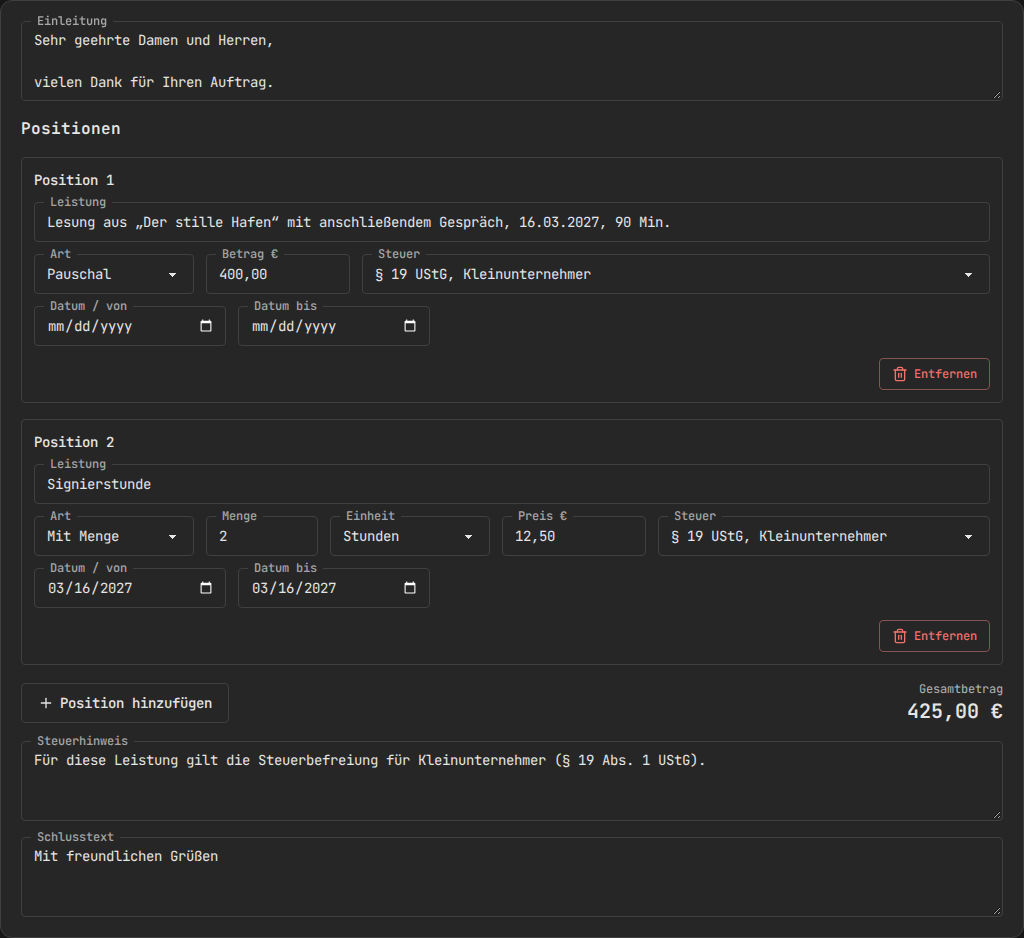 Einleitung
Sehr geehrte Damen und Herren,
vielen Dank für Ihren Auftrag.
Positionen
Position 1
Leistung
Lesung aus „Der stille Hafen“ mit anschließendem Gespräch, 16.03.2027, 90 Min.
Art Betrag € Steuer
Pauschal 400,00 § 19 UStG, Kleinunternehmer
Datum / von Datum bis
mm/dd/yyyy mm/dd/yyyy
Entfernen
Position 2
Leistung
Signierstunde
Art Menge Einheit Preis € Steuer
Mit Menge 2 Stunden 12,50 § 19 UStG, Kleinunternehmer
Datum / von Datum bis
03/16/2027 03/16/2027
Entfernen
+ Position hinzufügen
Gesamtbetrag
425,00 €
Steuerhinweis
Für diese Leistung gilt die Steuerbefreiung für Kleinunternehmer (§ 19 Abs. 1 UStG).
Schlusstext
Mit freundlichen Grüßen